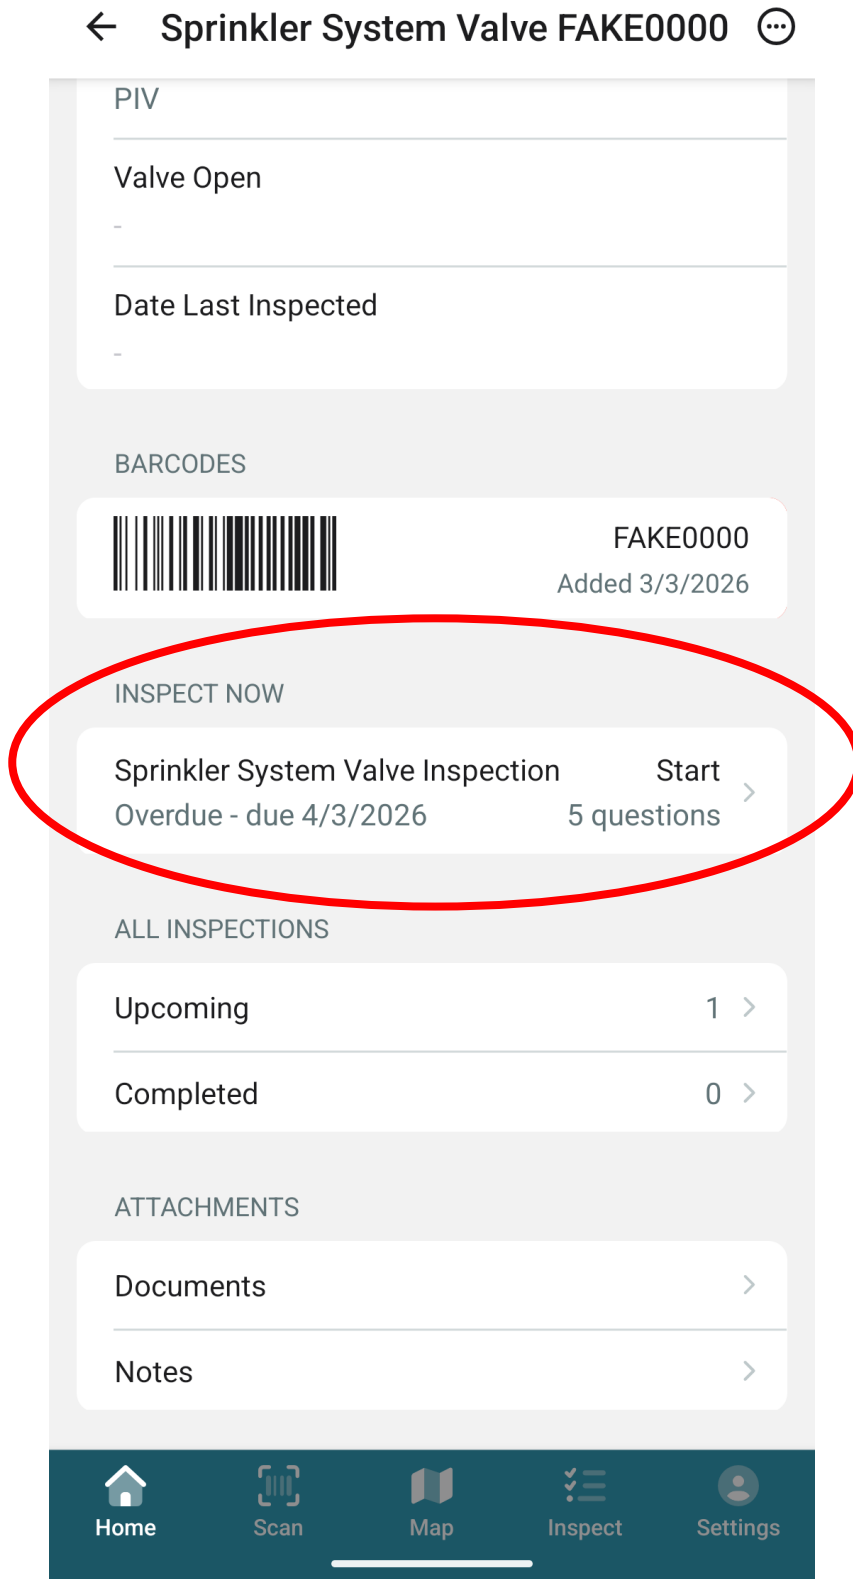 Sprinkler System Valve FAKE0000
PIV
Valve Open
-
Date Last Inspected
-
BARCODES
FAKE0000
Added 3/3/2026
INSPECT NOW
Sprinkler System Valve Inspection Start
Overdue - due 4/3/2026 5 questions
ALL INSPECTIONS
Upcoming 1
Completed 0
ATTACHMENTS
Documents
Notes
Home Scan Map Inspect Settings